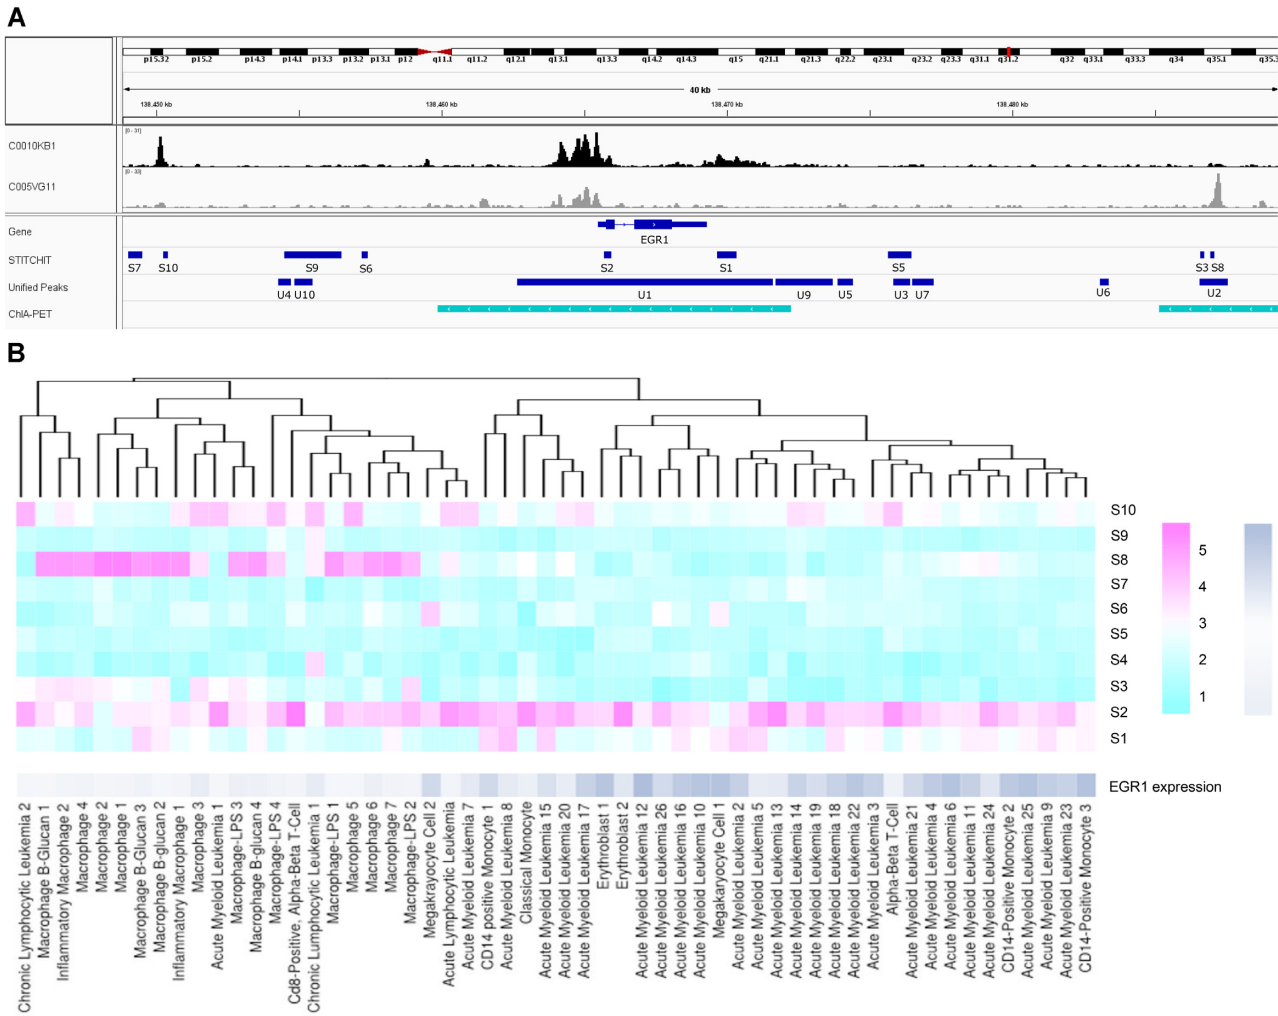 A
p15.32 p15.2 p14.3 p14.1 p13.3 p13.2 p13.1 p12 q11.1 q11.2 q12.1 q13.1 q13.3 q14.2 q14.3 q15 q21.1 q21.3 q22.2 q23.1 q23.2 q23.3 q31.1 q31.2 q32 q33.1 q33.3 q34 q35.1 q35.3
40 kb
138.450 kb 138.460 kb 138.470 kb 138.480 kb
C0010KB1
[0 - 31]
C005VG11
[0 - 33]
Gene
EGR1
STITCHIT
S7 S10 S9 S6 S2 S1 S5 S3 S8
Unified Peaks
U4 U10 U1 U9 U5 U3 U7 U6 U2
ChIA-PET
B
S10
S9
S8
S7
S6
S5
S4
S3
S2
S1
5
4
3
2
1
EGR1 expression
Chronic Lymphocytic Leukemia 2
Macrophage B-Glucan 1
Inflammatory Macrophage 2
Macrophage 4
Macrophage 2
Macrophage 1
Macrophage B-Glucan 3
Macrophage B-glucan 2
Inflammatory Macrophage 1
Macrophage 3
Acute Myeloid Leukemia 1
Macrophage-LPS 3
Macrophage B-glucan 4
Macrophage-LPS 4
Cd8-Positive, Alpha-Beta T-Cell
Chronic Lumphocytic Leukemia 1
Macrophage-LPS 1
Macrophage 5
Macrophage 6
Macrophage 7
Macrophage-LPS 2
Megakrayocyte Cell 2
Acute Lymphocytic Leukemia
Acute Myeloid Leukemia 7
CD14 positive Monocyte 1
Acute Myeloid Leukemia 8
Classical Monocyte
Acute Myeloid Leukemia 15
Acute Myeloid Leukemia 20
Acute Myeloid Leukemia 17
Erythroblast 1
Erythroblast 2
Acute Myeloid Leukemia 12
Acute Myeloid Leukemia 26
Acute Myeloid Leukemia 16
Acute Myeloid Leukemia 10
Megakaryocyte Cell 1
Acute Myeloid Leukemia 2
Acute Myeloid Leukemia 5
Acute Myeloid Leukemia 13
Acute Myeloid Leukemia 14
Acute Myeloid Leukemia 19
Acute Myeloid Leukemia 18
Acute Myeloid Leukemia 22
Acute Myeloid Leukemia 3
Alpha-Beta T-Cell
Acute Myeloid Leukemia 21
Acute Myeloid Leukemia 4
Acute Myeloid Leukemia 6
Acute Myeloid Leukemia 11
Acute Myeloid Leukemia 24
CD14-Positive Monocyte 2
Acute Myeloid Leukemia 25
Acute Myeloid Leukemia 9
Acute Myeloid Leukemia 23
CD14-Positive Monocyte 3